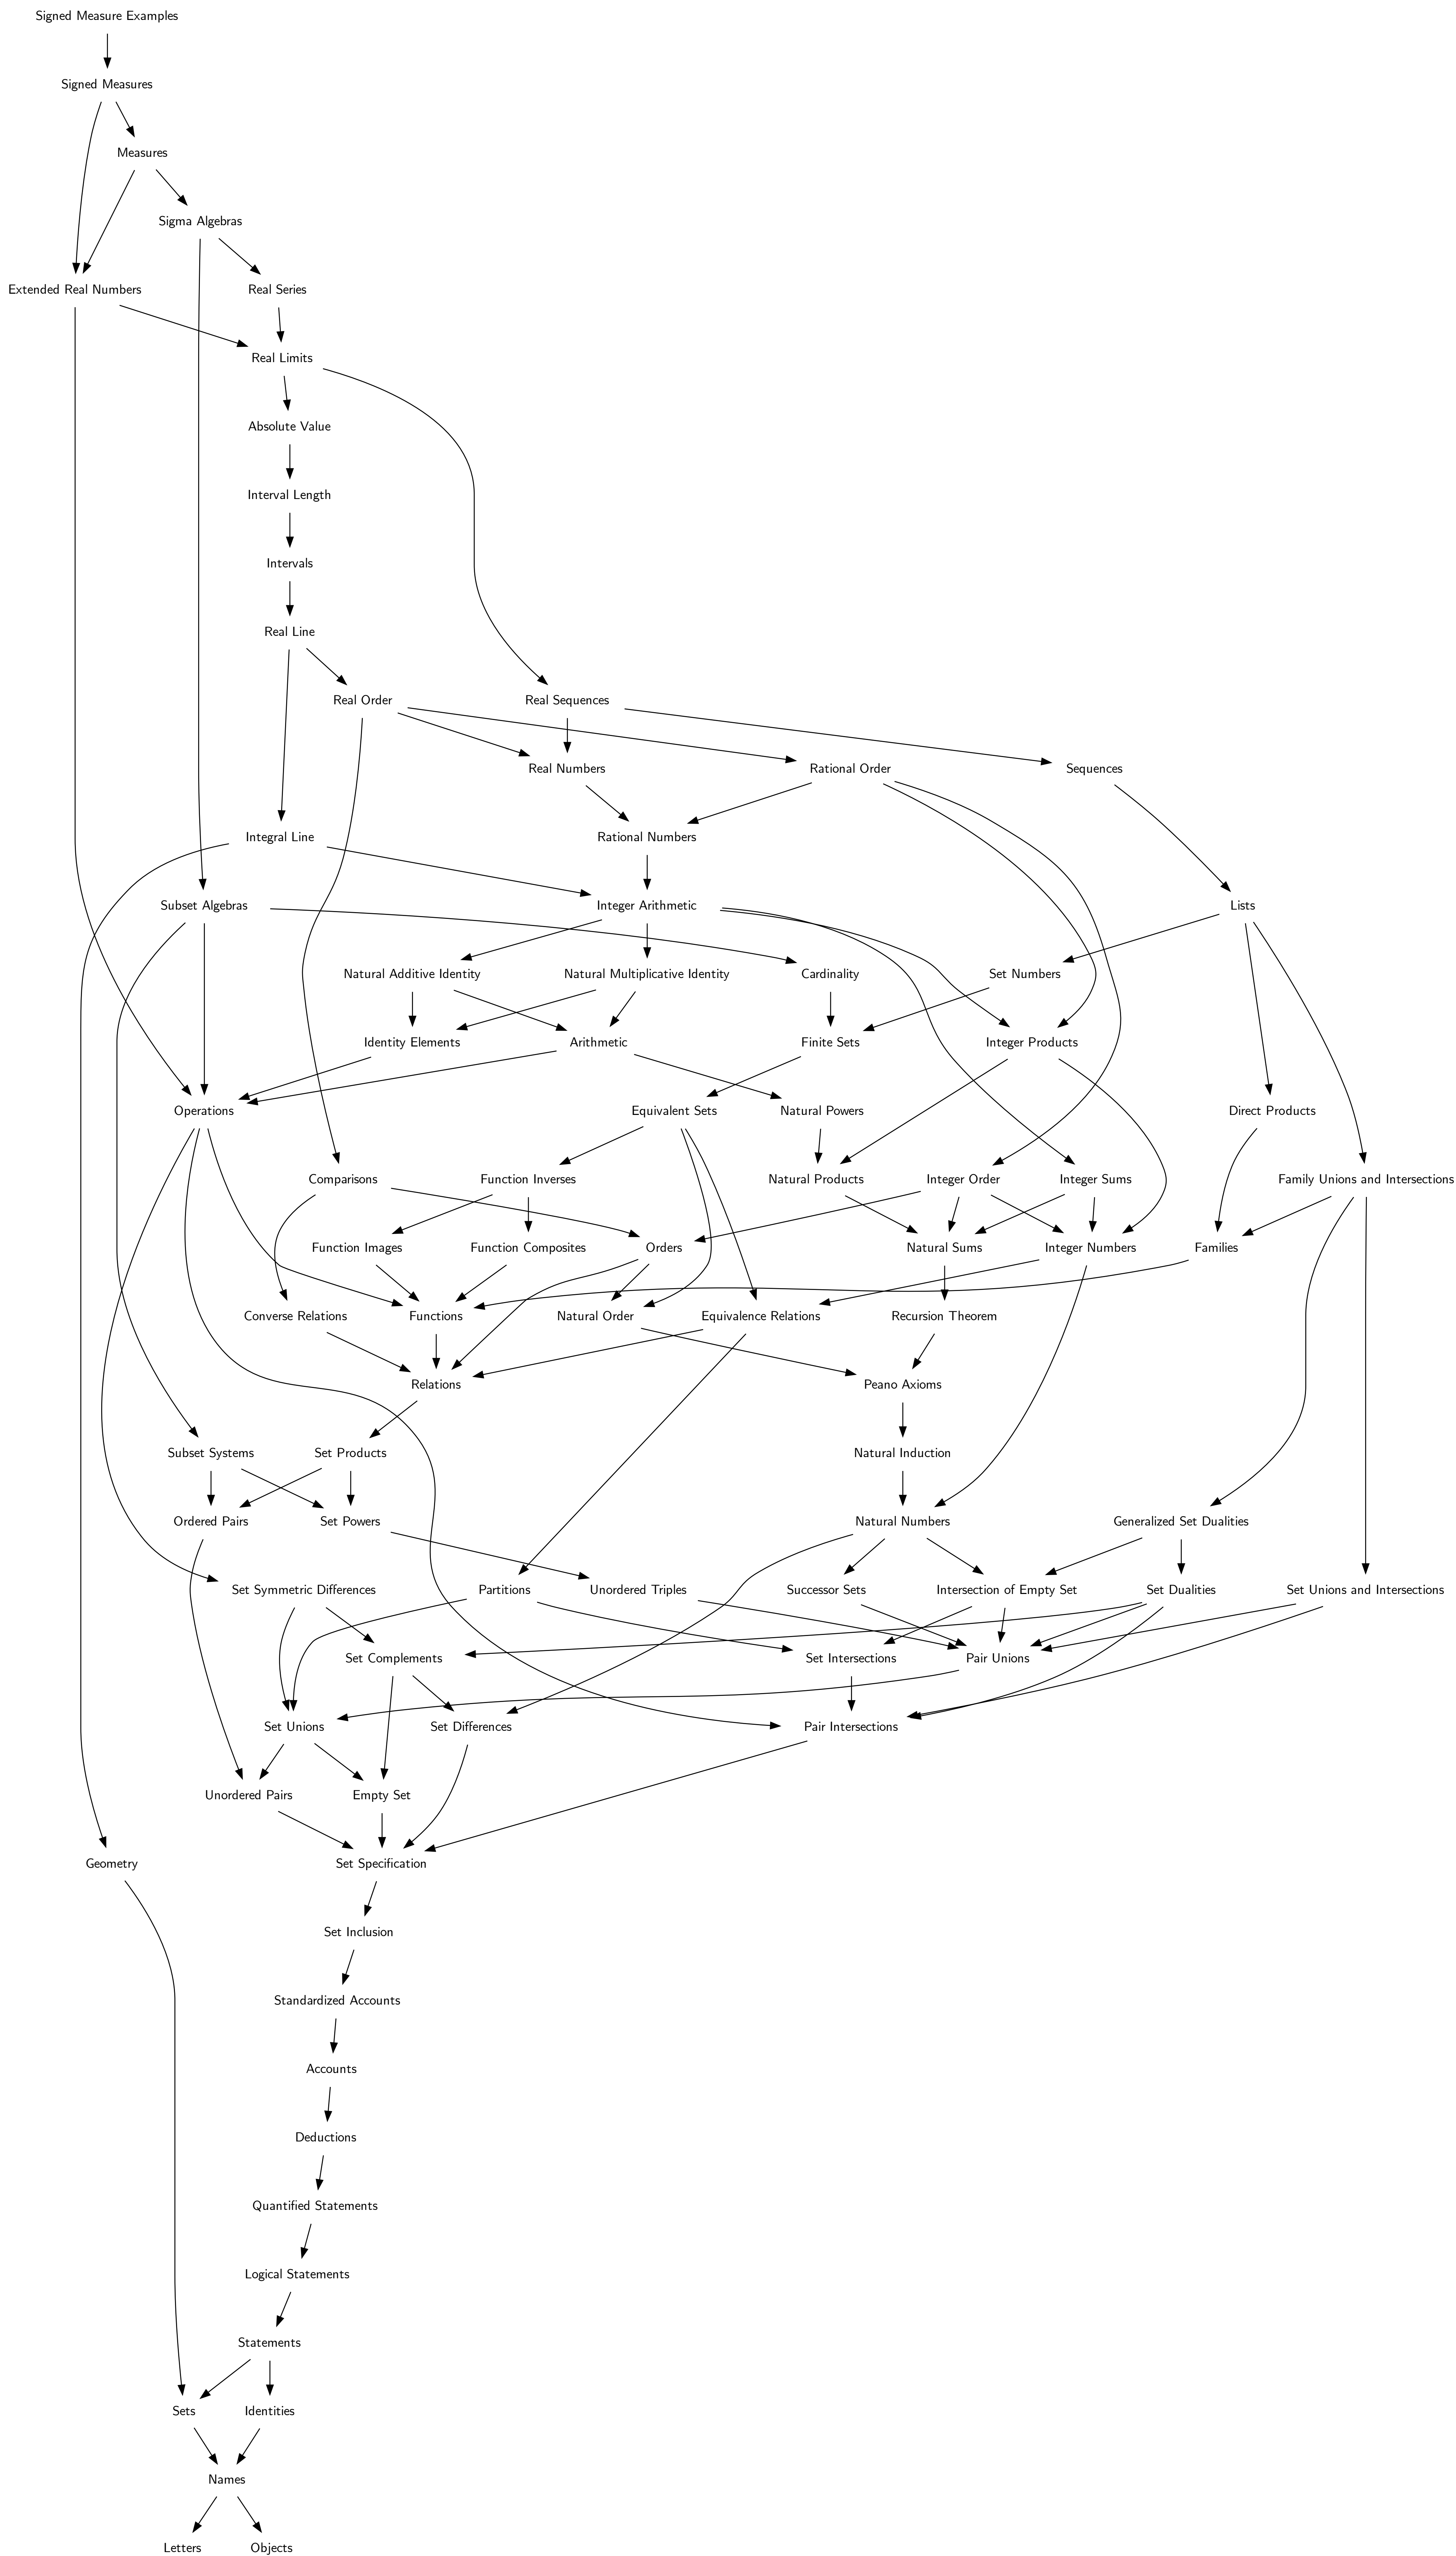 Signed Measure Examples
Signed Measures
Measures
Sigma Algebras
Extended Real Numbers
Real Series
Real Limits
Absolute Value
Interval Length
Intervals
Real Line
Real Order
Real Sequences
Real Numbers
Rational Order
Sequences
Integral Line
Rational Numbers
Subset Algebras
Integer Arithmetic
Lists
Natural Additive Identity
Natural Multiplicative Identity
Cardinality
Set Numbers
Identity Elements
Arithmetic
Finite Sets
Integer Products
Operations
Equivalent Sets
Natural Powers
Direct Products
Comparisons
Function Inverses
Natural Products
Integer Order
Integer Sums
Family Unions and Intersections
Function Images
Function Composites
Orders
Natural Sums
Integer Numbers
Families
Converse Relations
Functions
Natural Order
Equivalence Relations
Recursion Theorem
Relations
Peano Axioms
Subset Systems
Set Products
Natural Induction
Ordered Pairs
Set Powers
Natural Numbers
Generalized Set Dualities
Set Symmetric Differences
Partitions
Unordered Triples
Successor Sets
Intersection of Empty Set
Set Dualities
Set Unions and Intersections
Set Complements
Set Intersections
Pair Unions
Set Unions
Set Differences
Pair Intersections
Unordered Pairs
Empty Set
Geometry
Set Specification
Set Inclusion
Standardized Accounts
Accounts
Deductions
Quantified Statements
Logical Statements
Statements
Sets
Identities
Names
Letters
Objects